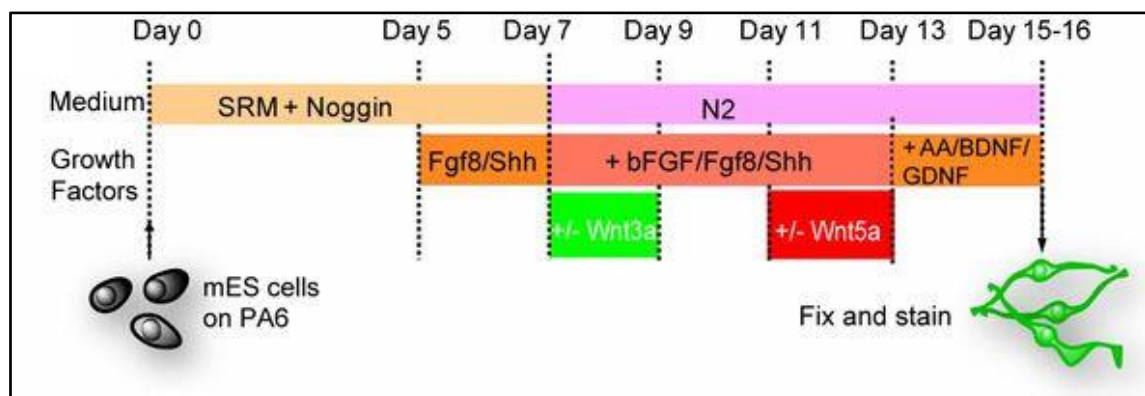 Day 0 Day 5 Day 7 Day 9 Day 11 Day 13 Day 15-16
Medium SRM + Noggin N2
Growth
Factors
Fgf8/Shh + bFGF/Fgf8/Shh
+ AA/BDNF/
GDNF
+/- Wnt3a +/- Wnt5a
mES cells
on PA6
Fix and stain